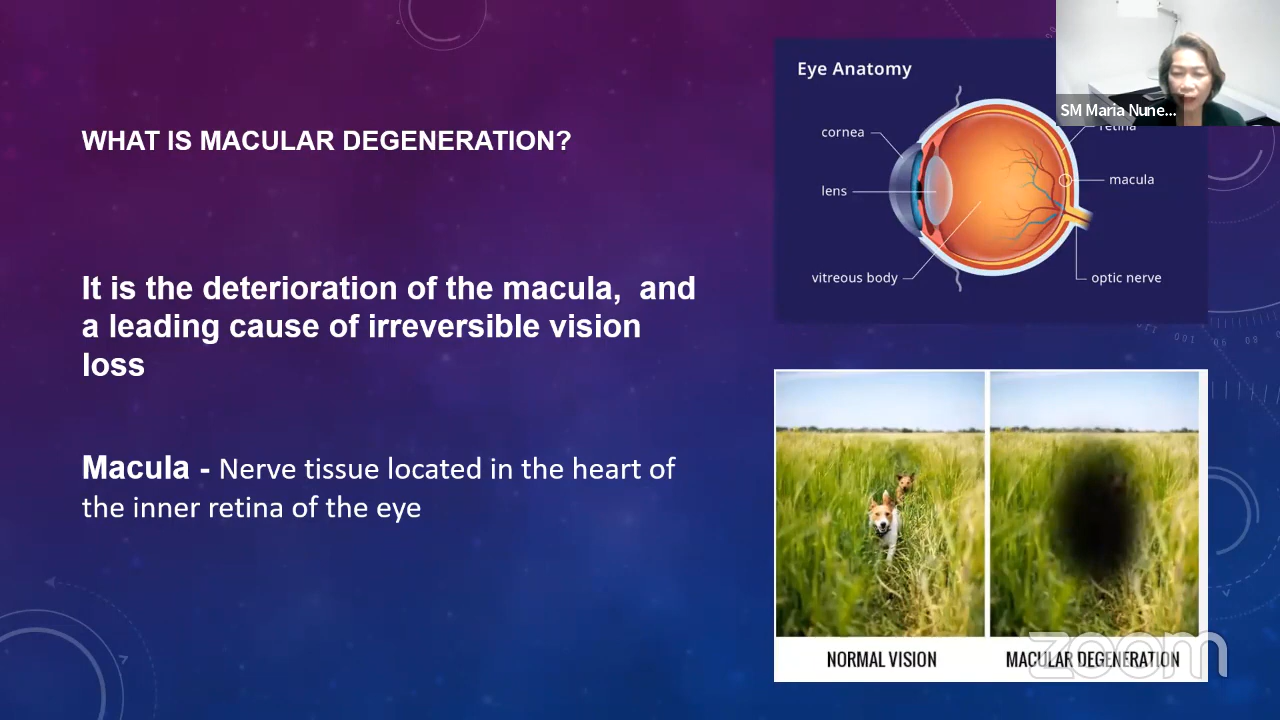 WHAT IS MACULAR DEGENERATION?
It is the deterioration of the macula,  and
a leading cause of irreversible vision
loss
Macula - Nerve tissue located in the heart of
the inner retina of the eye
Eye Anatomy
cornea
lens
vitreous body
retina
macula
optic nerve
SM Maria Nune...
NORMAL VISION
MACULAR DEGENERATION
zoom